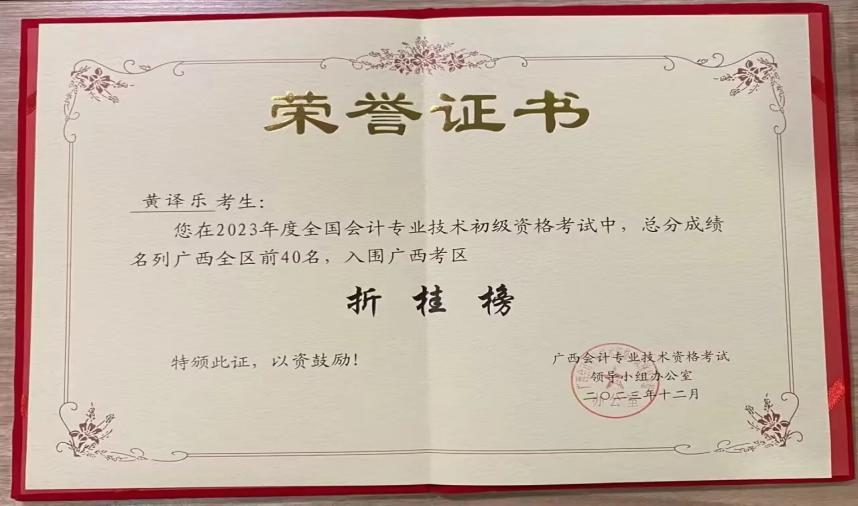 荣誉证书
黄译乐考生：
您在2023年度全国会计专业技术初级资格考试中，总分成绩
名列广西全区前40名，入围广西考区
折桂榜
特颁此证，以资鼓励！
广西会计专业技术资格考试
领导小组办公室
二〇二三年十二月
办公室